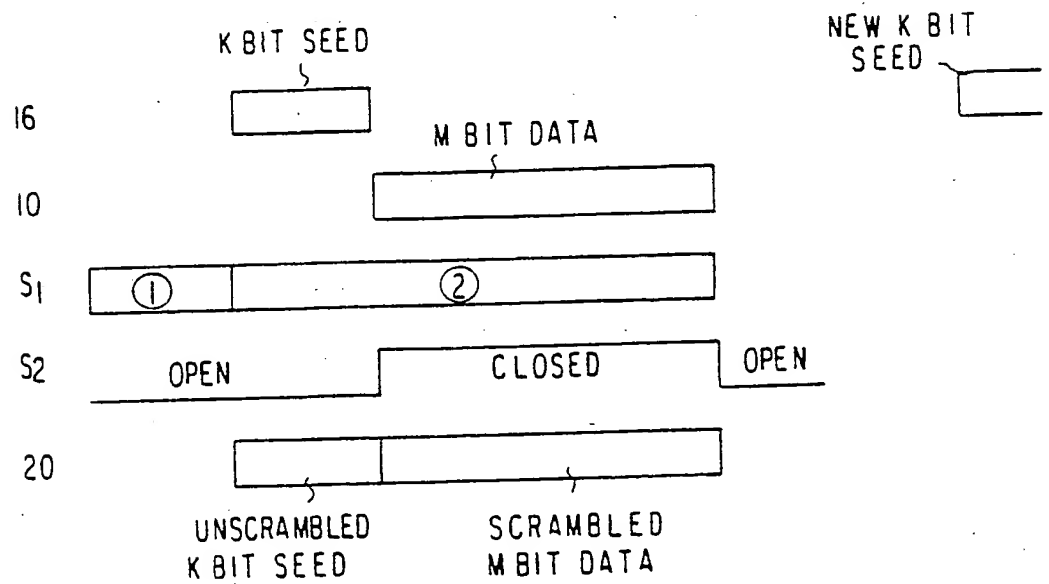 K BIT SEED
NEW K BIT
SEED
16
M BIT DATA
10
S1
1
2
S2
OPEN
CLOSED
OPEN
20
UNSCRAMBLED
K BIT SEED
SCRAMBLED
M BIT DATA